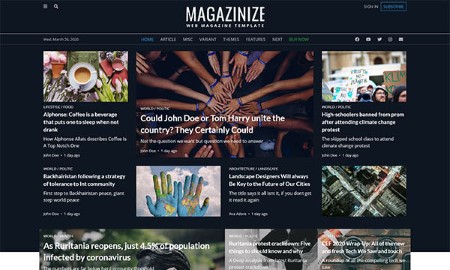 MAGAZINIZE
WEB MAGAZINE TEMPLATE
SIGN IN
SUBSCRIBE
Wed, March 25, 2020
HOME ARTICLE MISC VARIANT THEMES FEATURES NEXT BUY NOW
LIFESTYLE / FOOD
Alphonse: Coffee is a beverage
that puts one to sleep when not
drank
How Alphonse Allais describes Coffee Is
A Top Notch-One
John Doe • 1 day ago
WORLD / POLITIC
Could John Doe or Tom Harry unite the
country? They Certainly Could
Not the question we want but question we need to answer
John Doe • 1 day ago
WORLD / POLITIC
High-schoolers banned from prom
after attending climate change
protest
The skipped school class to attend
climate change protest
John Doe • 1 day ago
WORLD / POLITIC
Backharishan following a strategy
of tolerance to Int community
First step to Backharishan peace, giant
step world peace
John Doe • 1 day ago
ARCHITECTURE / LANDSCAPE
Landscape Designers Will always
Be Key to the Future of Our Cities
The title says it all isn't it, if you dont get
it read it again
Ava Adore • 1 day ago
As Ruritania reopens, just 4.5% of population
infected by coronavirus
The numbers are far below herd community threshold
Ruritania protest crackdown: Five
things to should know and why
CLF 2020 Wrap-Up: All of the new
and fresh Tech We Saw and touch